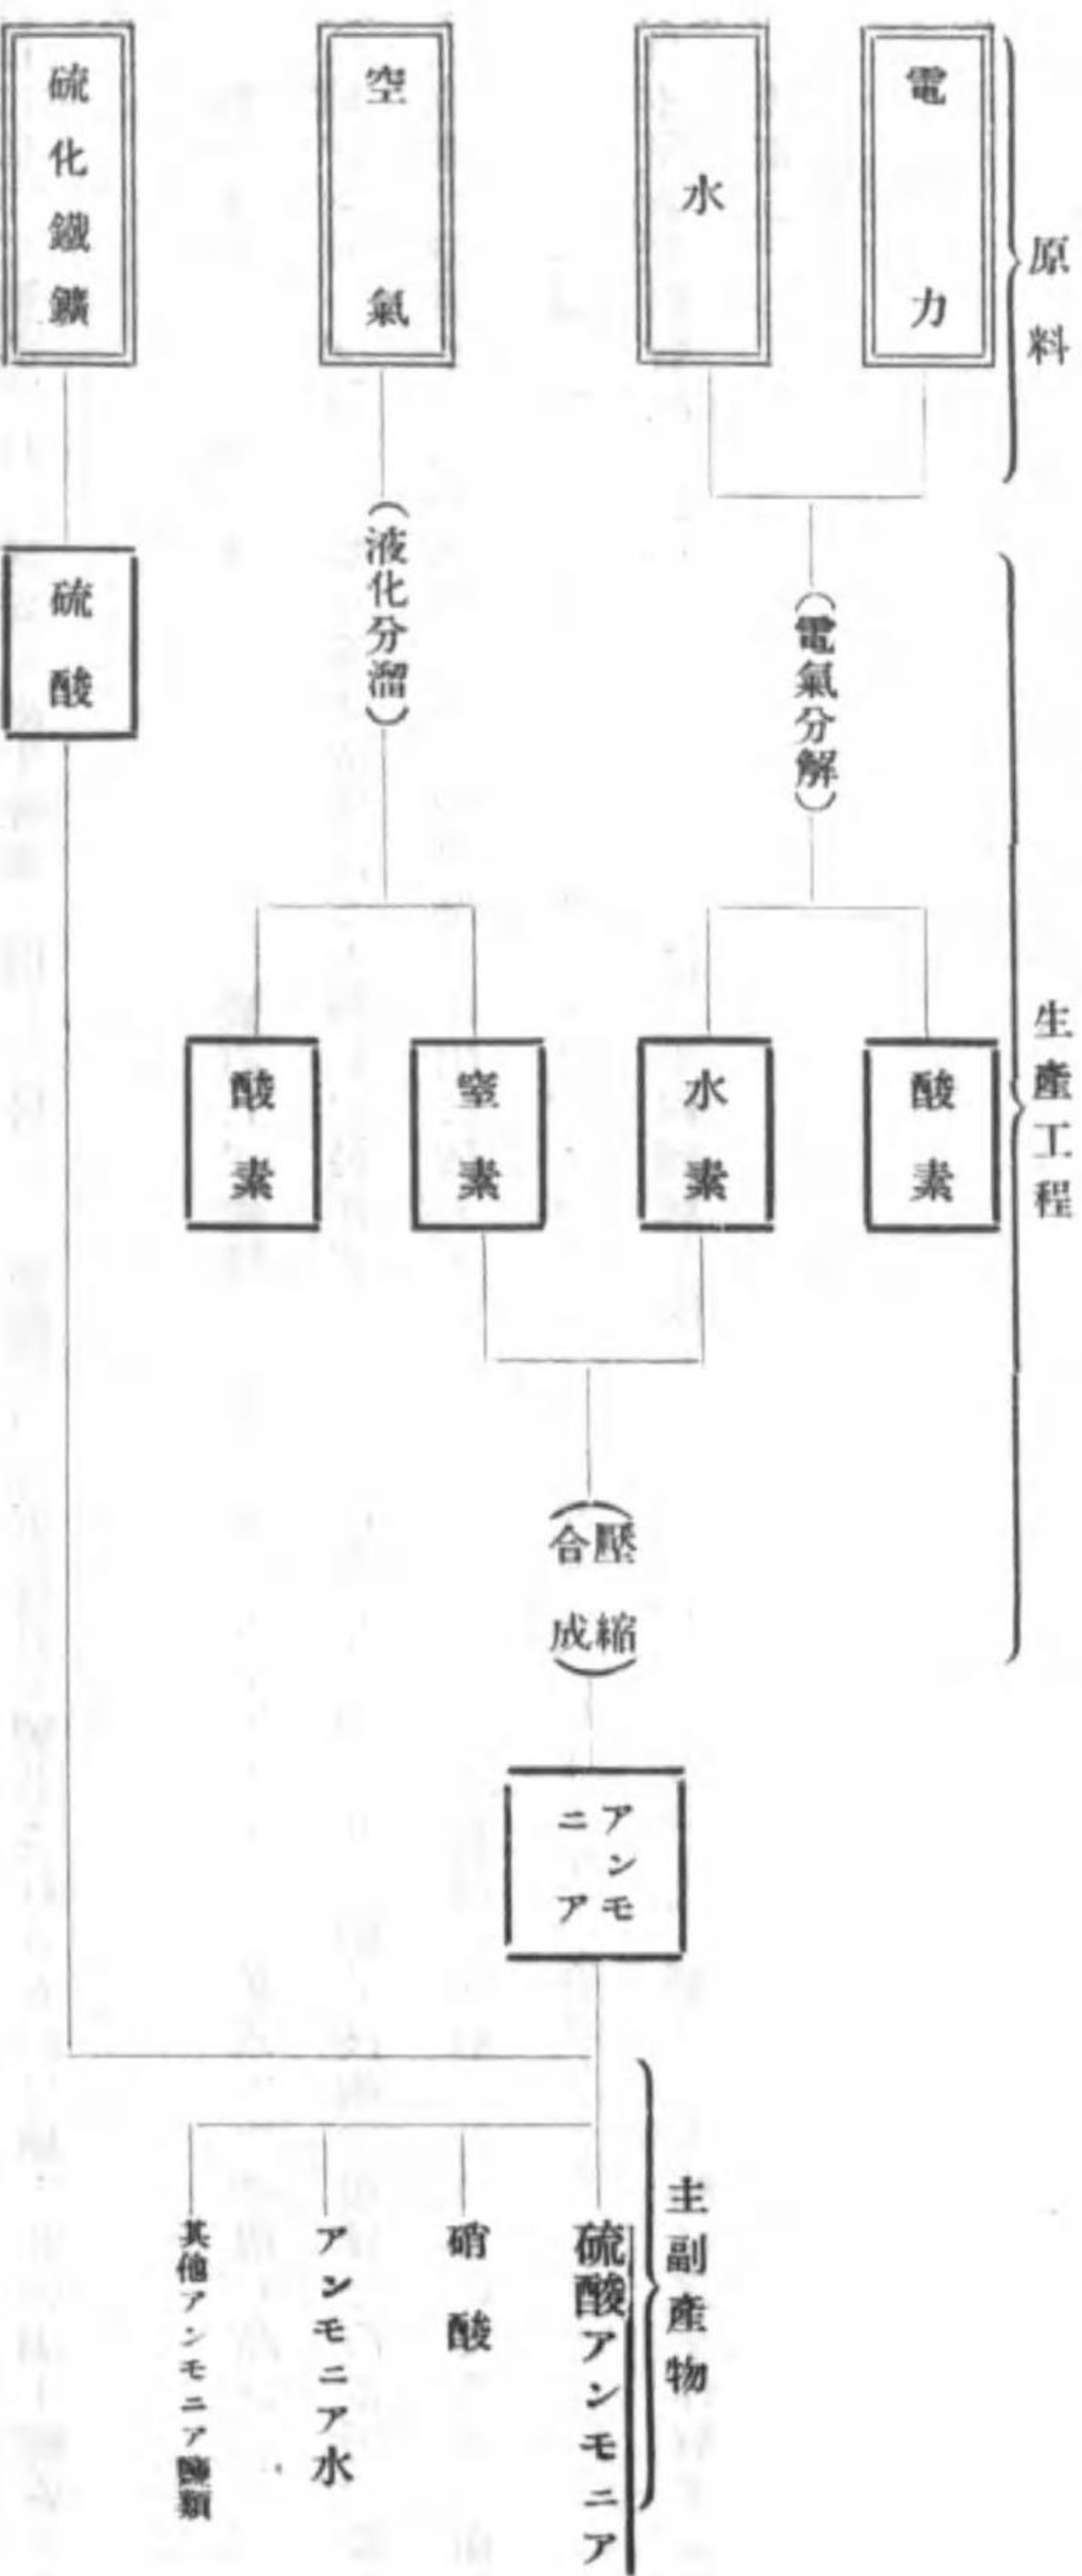 原料
電力
水
空氣
硫化鐵鑛
生產工程
（電氣分解）
（液化分溜）
硫酸
酸素
水素
窒素
酸素
（壓縮
合成）
アンモ
ニア
主副產物
硫酸アンモニア
硝酸
アンモニア水
其他アンモニア鹽類